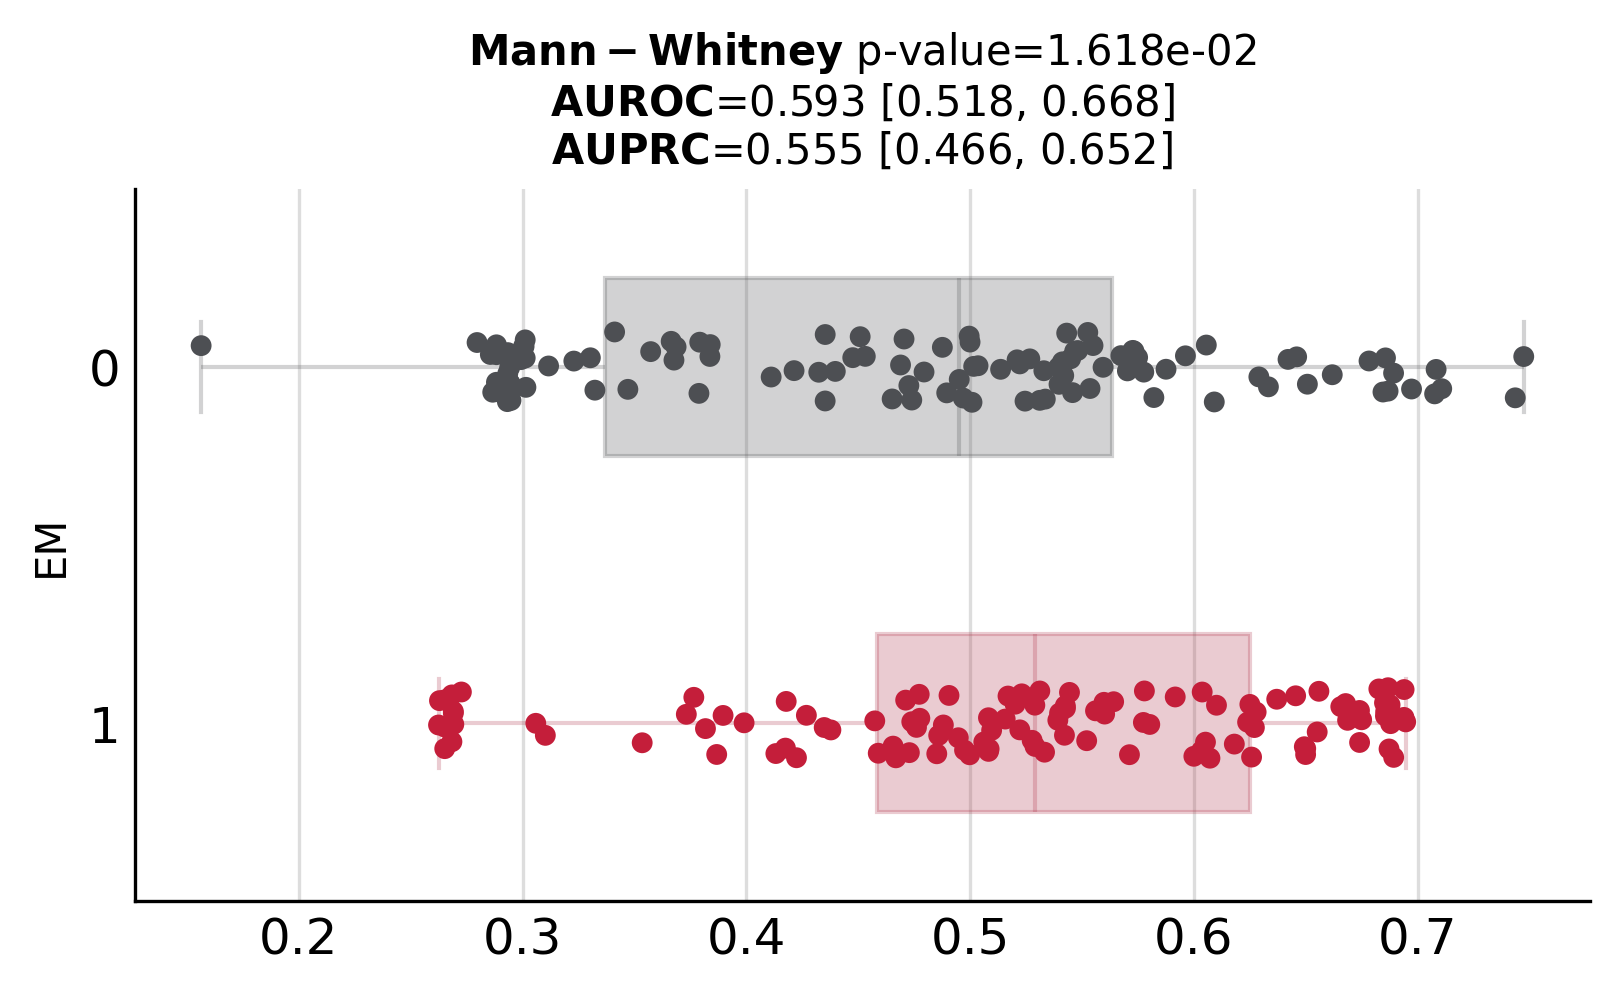 Mann − Whitney p-value=1.618e-02
AUROC=0.593 [0.518, 0.668]
AUPRC=0.555 [0.466, 0.652]
0
EM
1
0.2 0.3 0.4 0.5 0.6 0.7